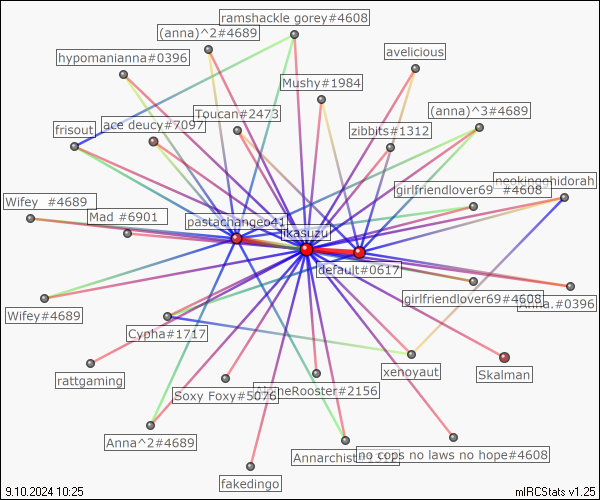 ramshackle gorey#4608
(anna)^2#4689
avelicious
hypomanianna#0396
Mushy#1984
Toucan#2473
(anna)^3#4689
ace deucy#7097
frisout
zibbits#1312
neokingghidorah
girlfriendlover69 #4608
Wifey #4689
Mad #6901
pastachangeo41
ikasuzu
default#0617
girlfriendlover69#4608
Anna.#0396
Wifey#4689
Cypha#1717
xenoyaut
Skalman
rattgaming
Soxy Foxy#5076
Rooster#2156
Anna^2#4689
Annarchist
no cops no laws no hope#4608
fakedingo
9.10.2024 10:25
mIRCStats v1.25